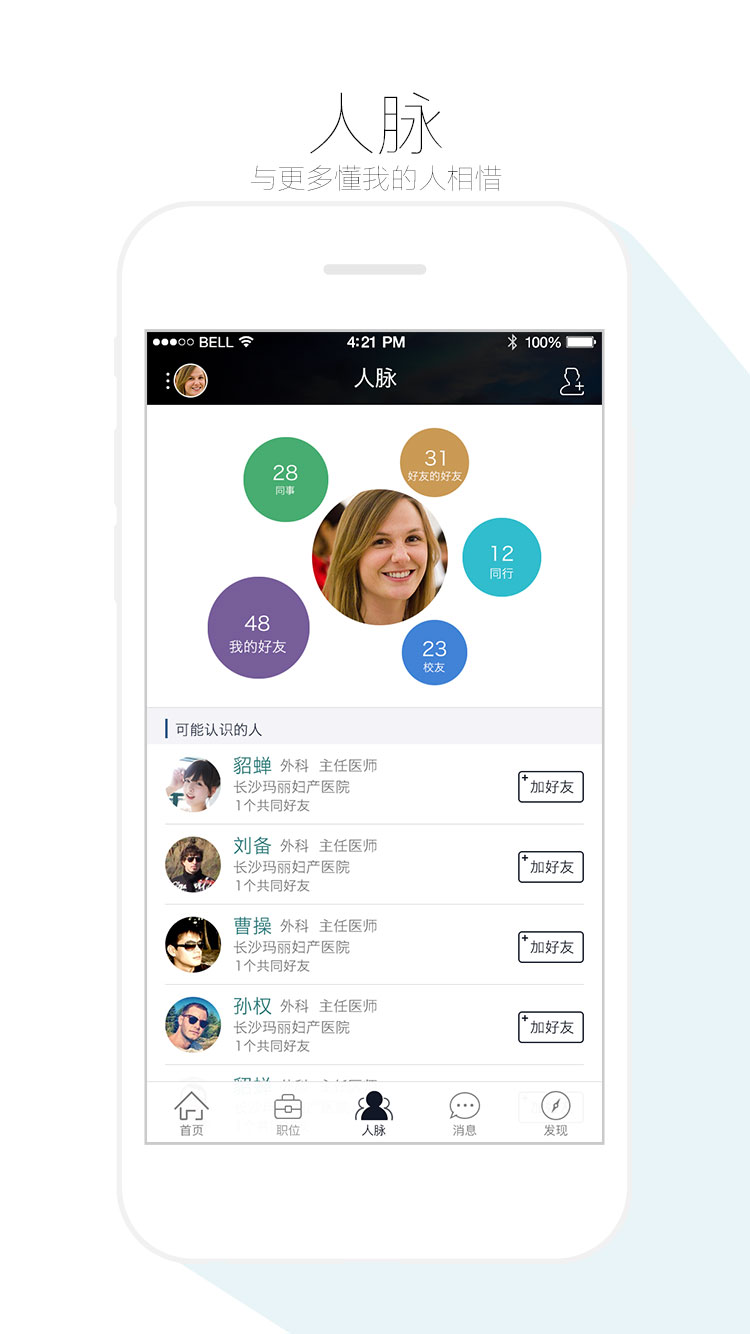 人脉
与更多懂我的人相惜
BELL 4:21 PM 100%
人脉
28
同事
31
好友的好友
12
同行
48
我的好友
23
校友
可能认识的人
貂蝉 外科 主任医师
长沙玛丽妇产医院
1个共同好友
+加好友
刘备 外科 主任医师
长沙玛丽妇产医院
1个共同好友
+加好友
曹操 外科 主任医师
长沙玛丽妇产医院
1个共同好友
+加好友
孙权 外科 主任医师
长沙玛丽妇产医院
1个共同好友
+加好友
首页 职位 人脉 消息 发现